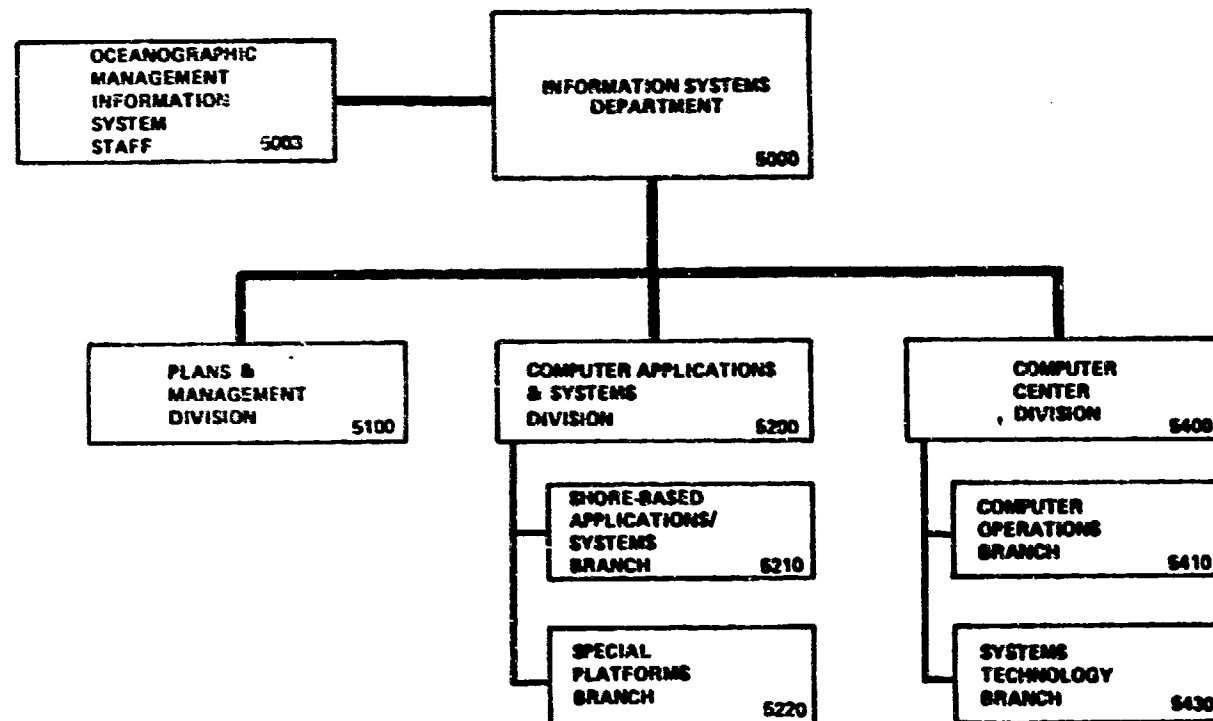 OCEANOGRAPHIC
MANAGEMENT
INFORMATION
SYSTEM
STAFF 5003
INFORMATION SYSTEMS
DEPARTMENT
5000
PLANS &
MANAGEMENT
DIVISION 5100
COMPUTER APPLICATIONS
& SYSTEMS
DIVISION 5200
COMPUTER
CENTER
DIVISION 5400
SHORE-BASED
APPLICATIONS/
SYSTEMS
BRANCH 5210
COMPUTER
OPERATIONS
BRANCH 5410
SPECIAL
PLATFORMS
BRANCH 5220
SYSTEMS
TECHNOLOGY
BRANCH 5430